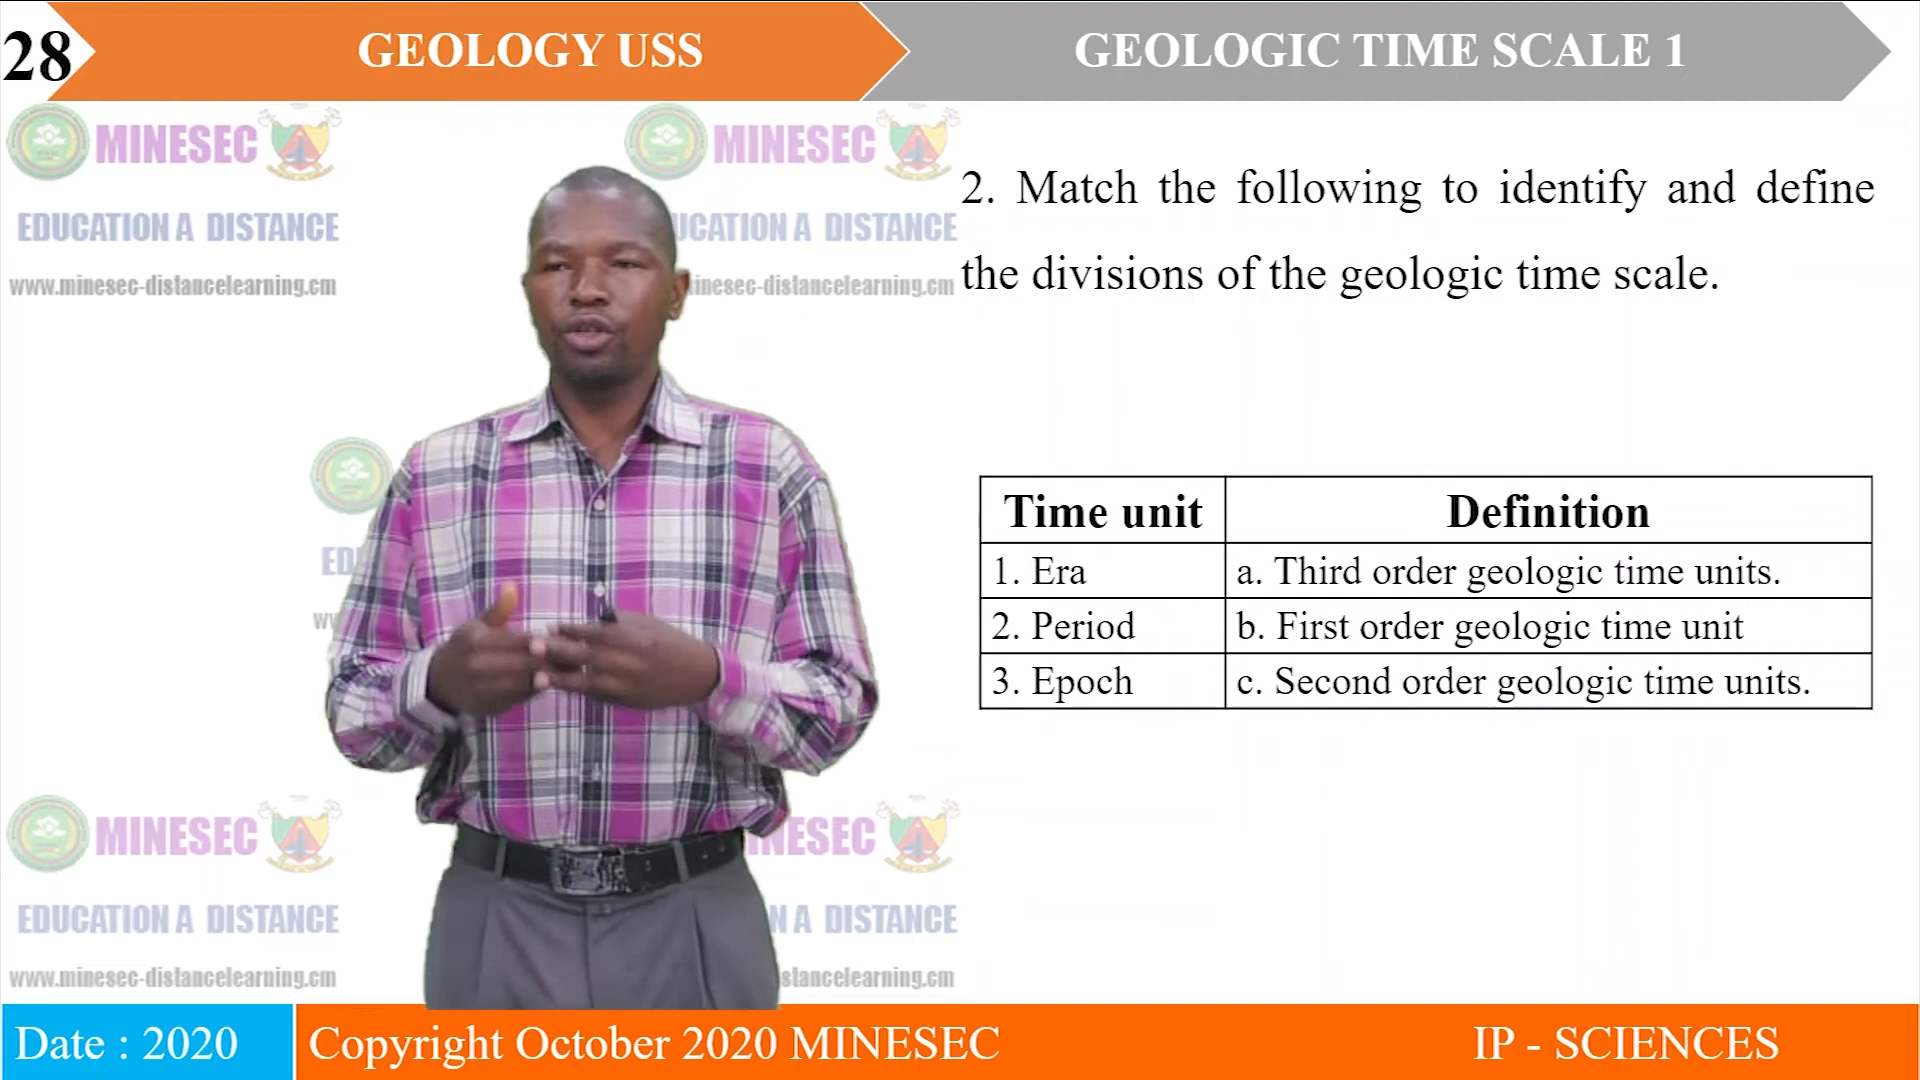 28
GEOLOGY USS
GEOLOGIC TIME SCALE 1
MINESEC
MINESEC
EDUCATION A DISTANCE
UCATION A DISTANCE
www.minesec-distancelearning.cm
inesec-distancelearning.cm
2. Match the following to identify and define
the divisions of the geologic time scale.
Time unit
Definition
1. Era
a. Third order geologic time units.
2. Period
b. First order geologic time unit
3. Epoch
c. Second order geologic time units.
ED
MINESEC
NESEC
EDUCATION A DISTANCE
N A DISTANCE
www.minesec-distancelearning.cm
stancelearning.cm
Date : 2020
Copyright October 2020 MINESEC
IP - SCIENCES